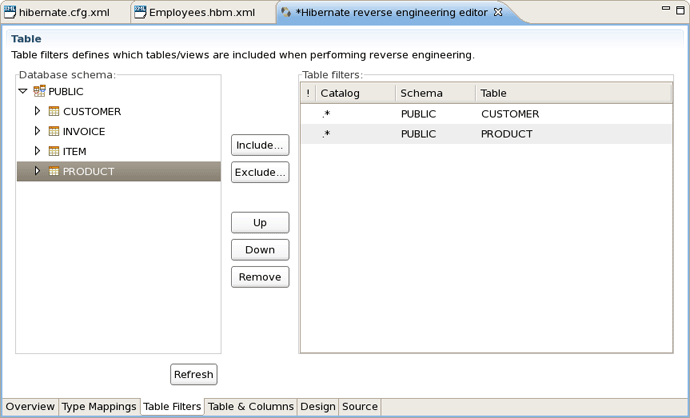 hibernate.cfg.xml Employees.hbm.xml *Hibernate reverse engineering editor
Table
Table filters defines which tables/views are included when performing reverse engineering.
Database schema:
PUBLIC
CUSTOMER
INVOICE
ITEM
PRODUCT
Include...
Exclude...
Up
Down
Remove
Refresh
Table filters:
! Catalog Schema Table
.* PUBLIC CUSTOMER
.* PUBLIC PRODUCT
Overview Type Mappings Table Filters Table & Columns Design Source